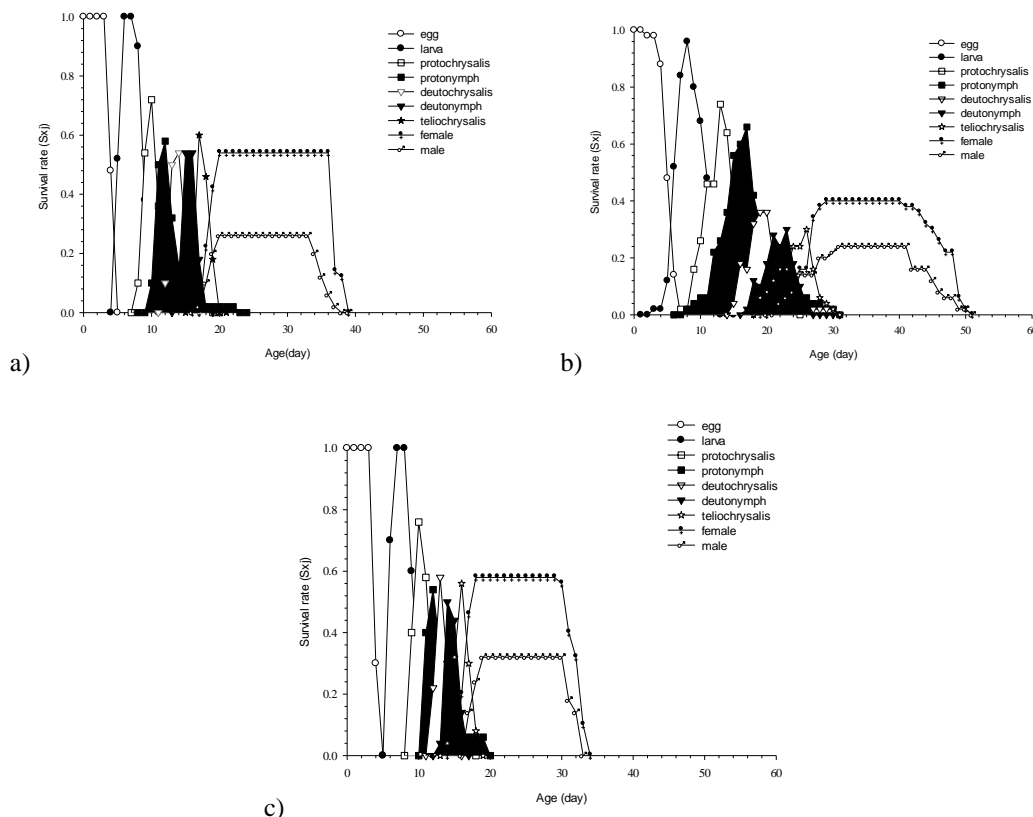 1.0
0.8
0.6
0.4
0.2
0.0
Survival rate (Sxj)
0 10 20 30 40 50 60
Age(day)
egg
larva
protochrysalis
protonymph
deutochrysalis
deutonymph
teliochrysalis
female
male
a)
1.0
0.8
0.6
0.4
0.2
0.0
Survival rate (Sxj)
0 10 20 30 40 50 60
Age (day)
egg
larva
protochrysalis
protonymph
deutochrysalis
deutonymph
teliochrysalis
female
male
b)
1.0
0.8
0.6
0.4
0.2
0.0
Survival rate (Sxj)
0 10 20 30 40 50 60
Age (day)
egg
larva
protochrysalis
protonymph
deutochrysalis
deutonymph
teliochrysalis
female
male
c)